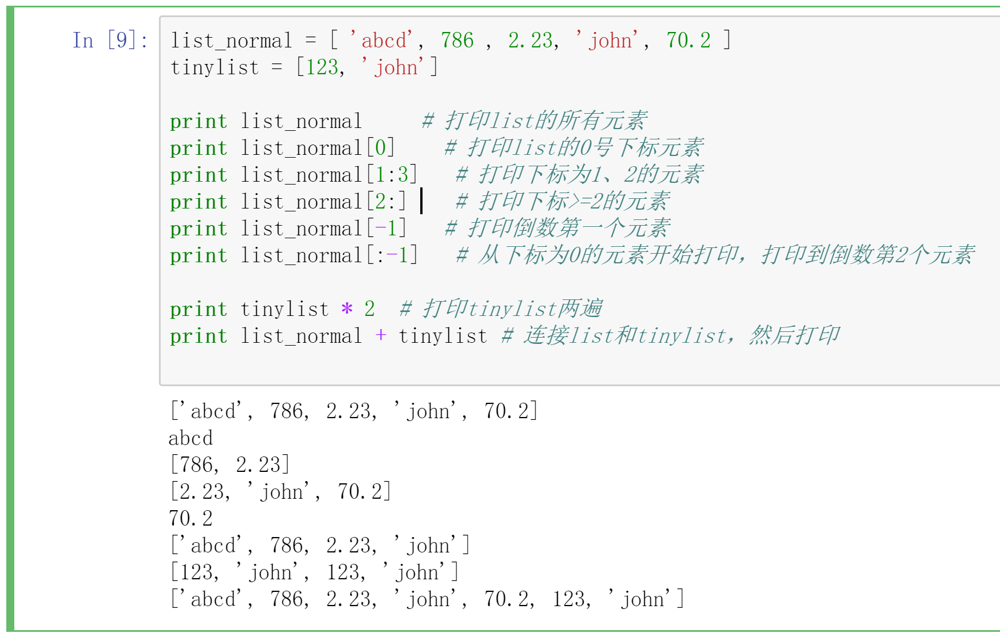 In [9]: list_normal = [ 'abcd', 786 , 2.23, 'john', 70.2 ]
tinylist = [123, 'john']
print list_normal     # 打印list的所有元素
print list_normal[0]    # 打印list的0号下标元素
print list_normal[1:3]   # 打印下标为1、2的元素
print list_normal[2:]    # 打印下标>=2的元素
print list_normal[-1]   # 打印倒数第一个元素
print list_normal[:-1]   # 从下标为0的元素开始打印，打印到倒数第2个元素
print tinylist * 2  # 打印tinylist两遍
print list_normal + tinylist # 连接list和tinylist，然后打印
['abcd', 786, 2.23, 'john', 70.2]
abcd
[786, 2.23]
[2.23, 'john', 70.2]
70.2
['abcd', 786, 2.23, 'john']
[123, 'john', 123, 'john']
['abcd', 786, 2.23, 'john', 70.2, 123, 'john']